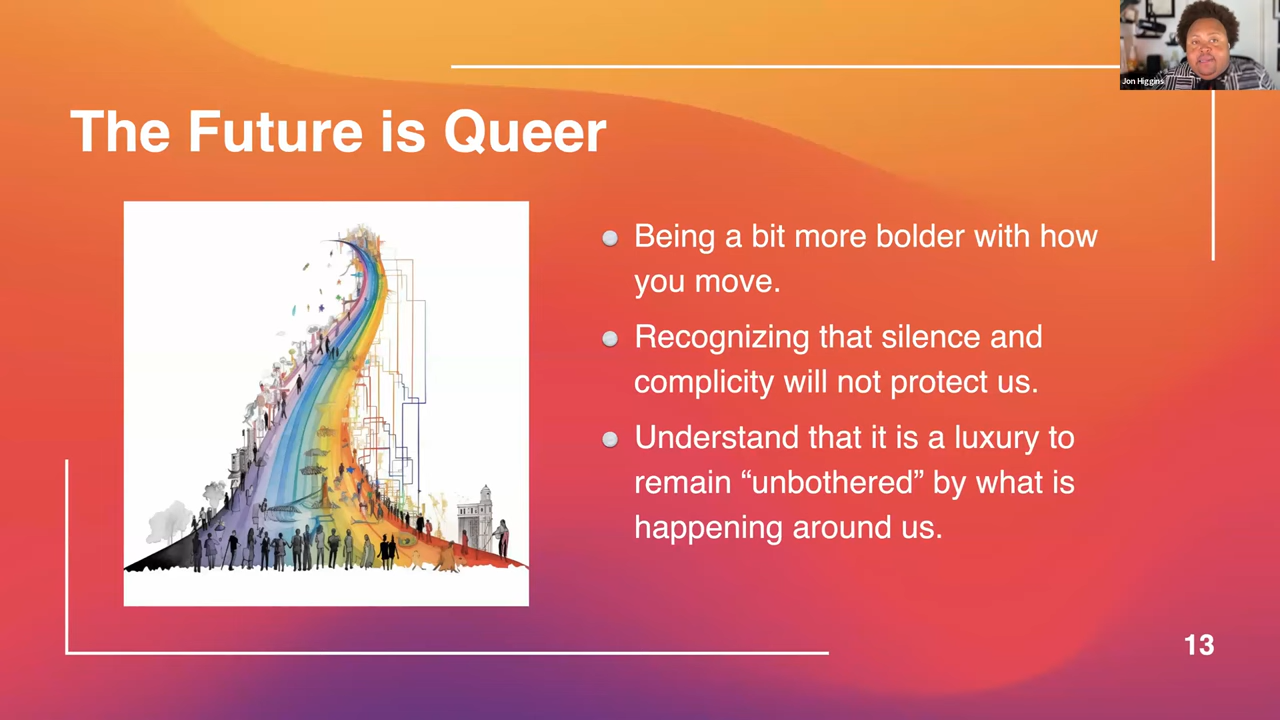 Jon Higgins
The Future is Queer
Being a bit more bolder with how
you move.
Recognizing that silence and
complicity will not protect us.
Understand that it is a luxury to
remain “unbothered” by what is
happening around us.
13